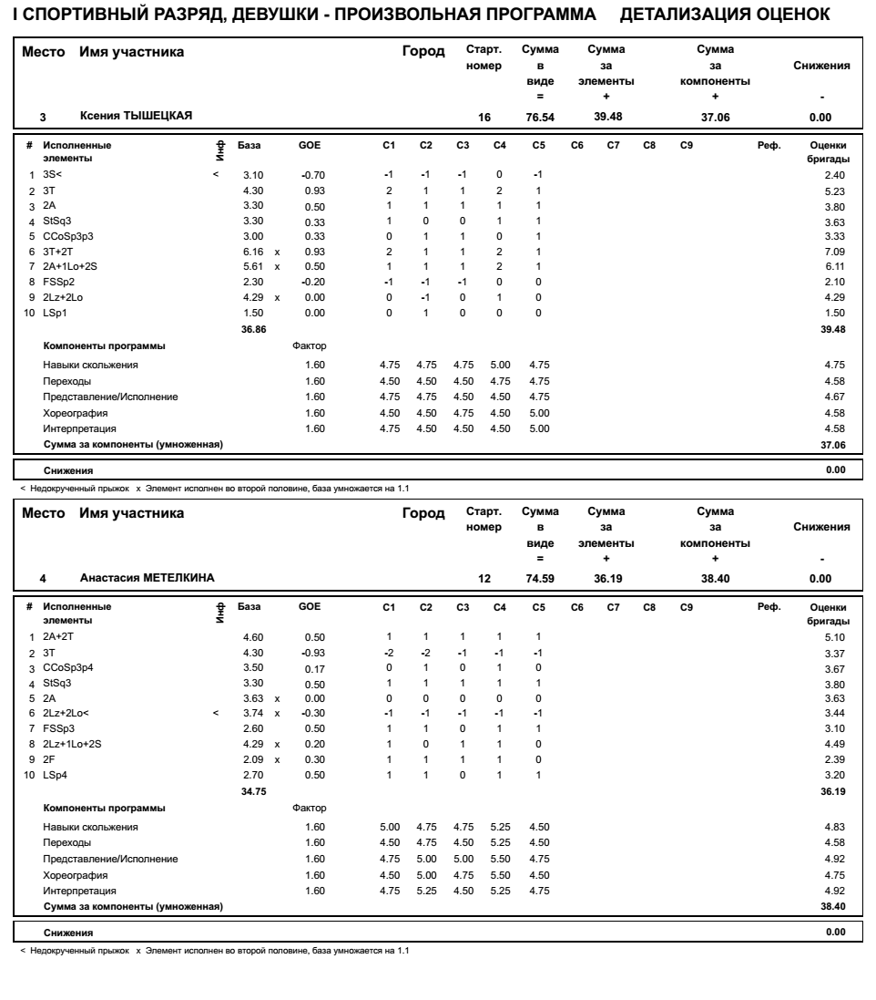 I СПОРТИВНЫЙ РАЗРЯД, ДЕВУШКИ - ПРОИЗВОЛЬНАЯ ПРОГРАММА ДЕТАЛИЗАЦИЯ ОЦЕНОК
Место Имя участника Город Старт. Сумма Сумма Сумма
номер в за за Снижения
виде элементы компоненты
= + + -
3 Ксения ТЫШЕЦКАЯ 16 76.54 39.48 37.06 0.00
# Исполненные Инф База GOE C1 C2 C3 C4 C5 C6 C7 C8 C9 Реф. Оценки
элементы бригады
1 3S< < 3.10 -0.70 -1 -1 -1 0 -1 2.40
2 3T 4.30 0.93 2 1 1 2 1 5.23
3 2A 3.30 0.50 1 1 1 1 1 3.80
4 StSq3 3.30 0.33 1 0 0 1 1 3.63
5 CCoSp3p3 3.00 0.33 0 1 1 0 1 3.33
6 3T+2T 6.16 x 0.93 2 1 1 2 1 7.09
7 2A+1Lo+2S 5.61 x 0.50 1 1 1 2 1 6.11
8 FSSp2 2.30 -0.20 -1 -1 -1 0 0 2.10
9 2Lz+2Lo 4.29 x 0.00 0 -1 0 1 0 4.29
10 LSp1 1.50 0.00 0 1 0 0 0 1.50
36.86 39.48
Компоненты программы Фактор
Навыки скольжения 1.60 4.75 4.75 4.75 5.00 4.75 4.75
Переходы 1.60 4.50 4.50 4.50 4.75 4.75 4.58
Представление/Исполнение 1.60 4.75 4.75 4.50 4.50 4.75 4.67
Хореография 1.60 4.50 4.50 4.75 4.50 5.00 4.58
Интерпретация 1.60 4.75 4.50 4.50 4.50 5.00 4.58
Сумма за компоненты (умноженная) 37.06
Снижения 0.00
< Недокрученный прыжок x Элемент исполнен во второй половине, база умножается на 1.1
Место Имя участника Город Старт. Сумма Сумма Сумма
номер в за за Снижения
виде элементы компоненты
= + + -
4 Анастасия МЕТЕЛКИНА 12 74.59 36.19 38.40 0.00
# Исполненные Инф База GOE C1 C2 C3 C4 C5 C6 C7 C8 C9 Реф. Оценки
элементы бригады
1 2A+2T 4.60 0.50 1 1 1 1 1 5.10
2 3T 4.30 -0.93 -2 -2 -1 -1 -1 3.37
3 CCoSp3p4 3.50 0.17 0 1 0 1 0 3.67
4 StSq3 3.30 0.50 1 1 1 1 1 3.80
5 2A 3.63 x 0.00 0 0 0 0 0 3.63
6 2Lz+2Lo< < 3.74 x -0.30 -1 -1 -1 -1 -1 3.44
7 FSSp3 2.60 0.50 1 1 0 1 1 3.10
8 2Lz+1Lo+2S 4.29 x 0.20 1 0 1 1 0 4.49
9 2F 2.09 x 0.30 1 1 1 1 0 2.39
10 LSp4 2.70 0.50 1 1 0 1 1 3.20
34.75 36.19
Компоненты программы Фактор
Навыки скольжения 1.60 5.00 4.75 4.75 5.25 4.50 4.83
Переходы 1.60 4.50 4.75 4.50 5.25 4.50 4.58
Представление/Исполнение 1.60 4.75 5.00 5.00 5.50 4.75 4.92
Хореография 1.60 4.50 5.00 4.75 5.50 4.50 4.75
Интерпретация 1.60 4.75 5.25 4.50 5.25 4.75 4.92
Сумма за компоненты (умноженная) 38.40
Снижения 0.00
< Недокрученный прыжок x Элемент исполнен во второй половине, база умножается на 1.1